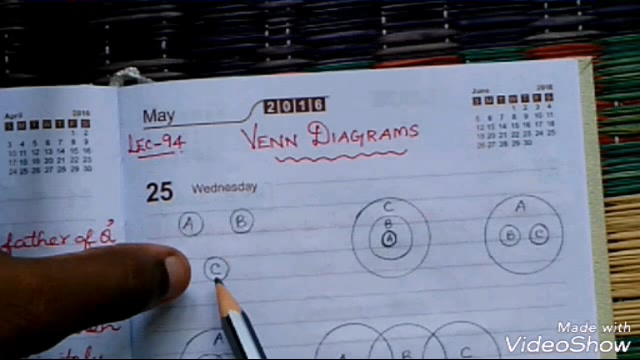 April 2016
S M T W T F S
1 2
3 4 5 6 7 8 9
10 11 12 13 14 15 16
17 18 19 20 21 22 23
24 25 26 27 28 29 30
May 2016
June 2016
S M T W T F S
1 2 3 4
5 6 7 8 9 10 11
12 13 14 15 16 17 18
19 20 21 22 23 24 25
26 27 28 29 30
LEC-94 VENN DIAGRAMS
25 Wednesday
A B
C
C
B
A
A
B C
father of Q
A
A B C
Made with
VideoShow